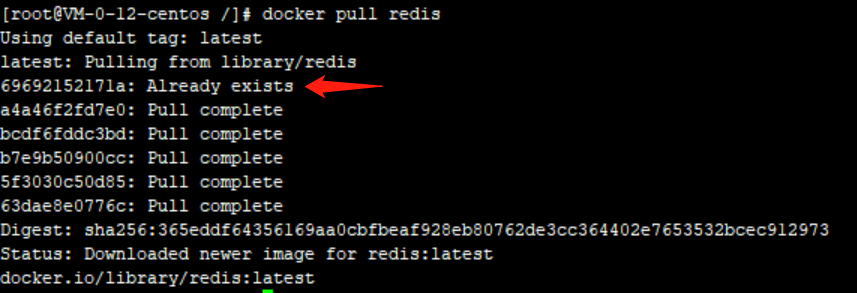 [root@VM-0-12-centos /]# docker pull redis
Using default tag: latest
latest: Pulling from library/redis
69692152171a: Already exists
a4a46f2fd7e0: Pull complete
bcdf6fddc3bd: Pull complete
b7e9b50900cc: Pull complete
5f3030c50d85: Pull complete
63dae8e0776c: Pull complete
Digest: sha256:365eddf64356169aa0cbfbeaf928eb80762de3cc364402e7653532bcec912973
Status: Downloaded newer image for redis:latest
docker.io/library/redis:latest